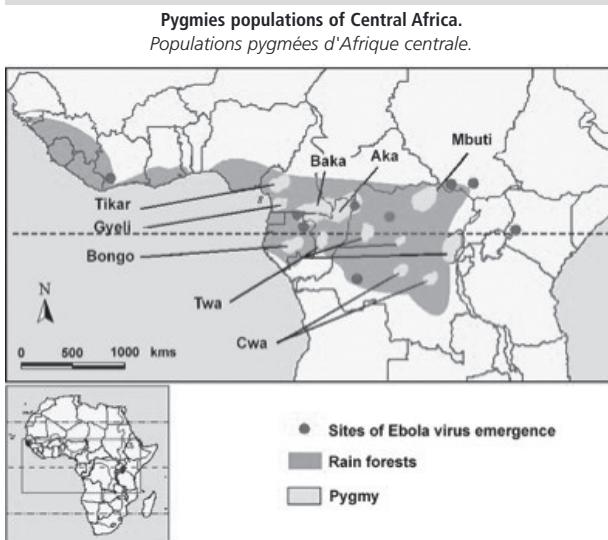 Pygmies populations of Central Africa.
Populations pygmées d'Afrique centrale.
Mbuti
Aka
Baka
Tikar
Gyeli
Bongo
Twa
Cwa
N
0 500 1000 kms
Sites of Ebola virus emergence
Rain forests
Pygmy